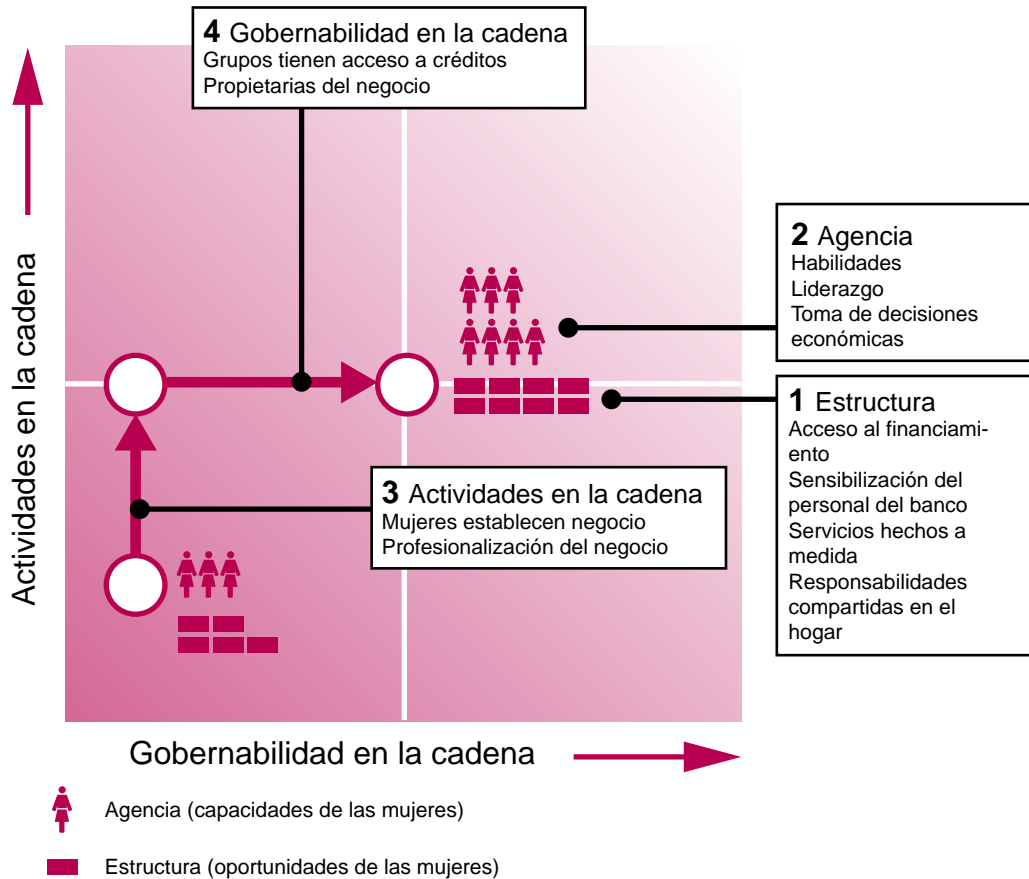 4 Gobernabilidad en la cadena
Grupos tienen acceso a créditos
Propietarias del negocio
Actividades en la cadena
2 Agencia
Habilidades
Liderazgo
Toma de decisiones
económicas
1 Estructura
Acceso al financiami-
ento
Sensibilización del
personal del banco
Servicios hechos a
medida
Responsabilidades
compartidas en el
hogar
3 Actividades en la cadena
Mujeres establecen negocio
Profesionalización del negocio
Gobernabilidad en la cadena
Agencia (capacidades de las mujeres)
Estructura (oportunidades de las mujeres)